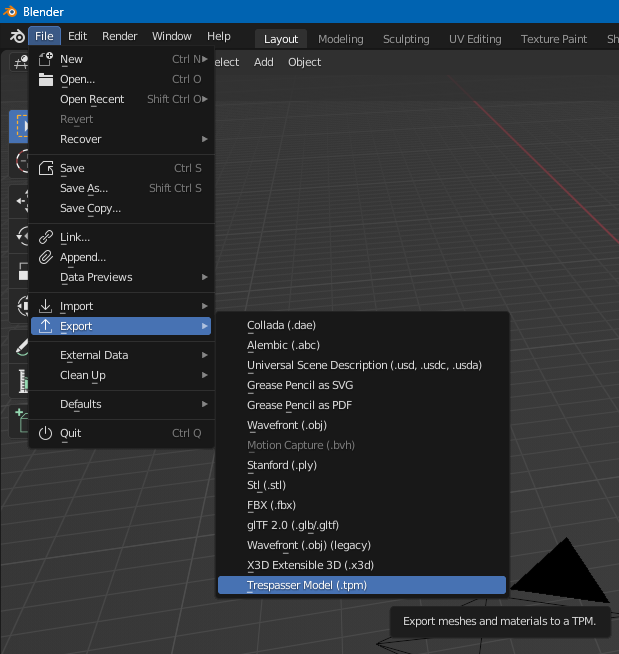 Blender
File Edit Render Window Help Layout Modeling Sculpting UV Editing Texture Paint Sh
elect Add Object
New Ctrl N
Open... Ctrl O
Open Recent Shift Ctrl O
Revert
Recover
Save Ctrl S
Save As... Shift Ctrl S
Save Copy...
Link...
Append...
Data Previews
Import
Export
External Data
Clean Up
Defaults
Quit Ctrl Q
Collada (.dae)
Alembic (.abc)
Universal Scene Description (.usd, .usdc, .usda)
Grease Pencil as SVG
Grease Pencil as PDF
Wavefront (.obj)
Motion Capture (.bvh)
Stanford (.ply)
Stl (.stl)
FBX (.fbx)
glTF 2.0 (.glb/.gltf)
Wavefront (.obj) (legacy)
X3D Extensible 3D (.x3d)
Trespasser Model (.tpm)
Export meshes and materials to a TPM.